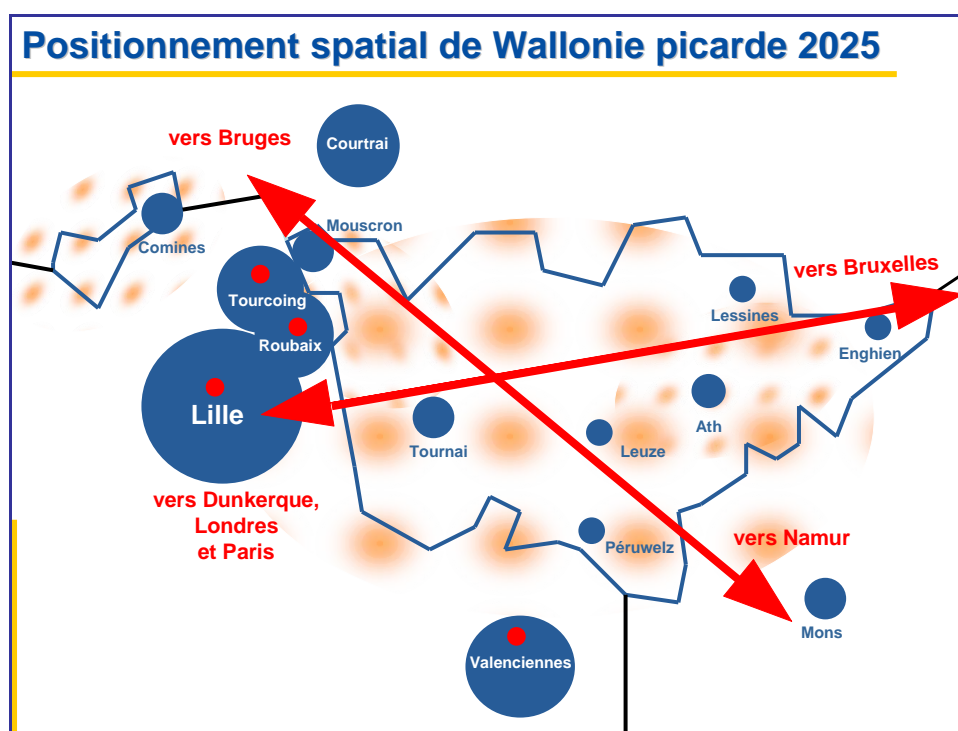 Positionnement spatial de Wallonie picarde 2025
vers Bruges
Courtrai
Mouscron
Comines
vers Bruxelles
Tourcoing
Lessines
Roubaix
Enghien
Lille
Ath
Tournai
Leuze
vers Dunkerque,
Londres
et Paris
vers Namur
Péruwelz
Mons
Valenciennes